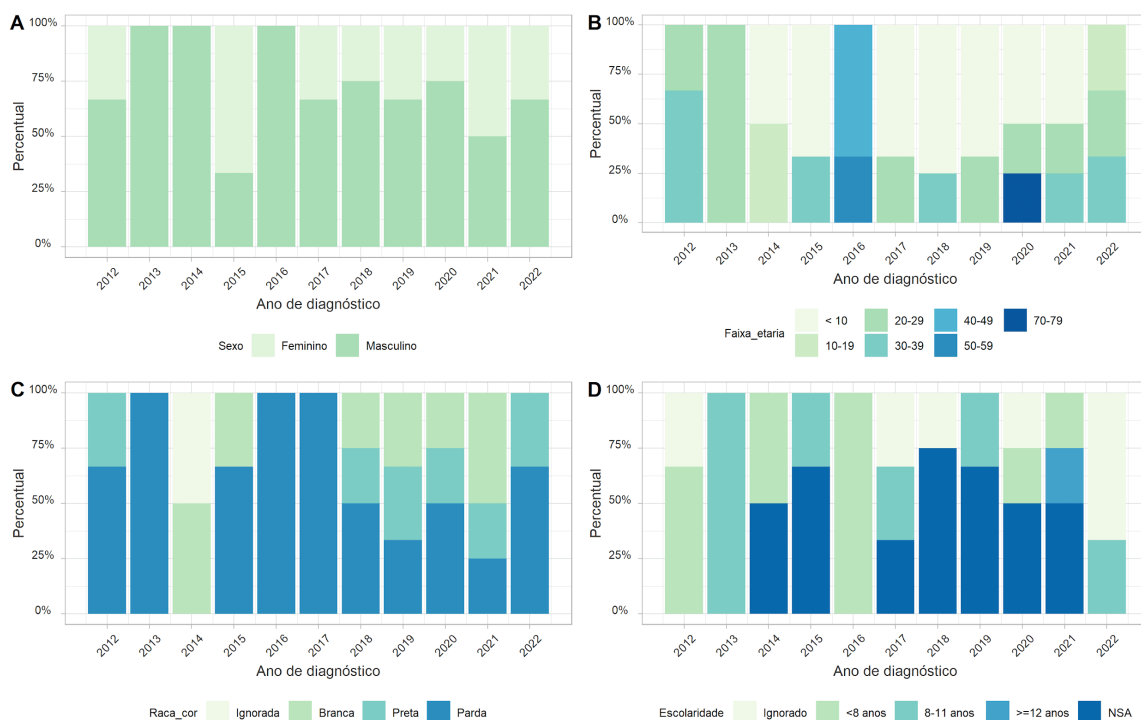 A
100%
75%
50%
25%
0%
Percentual
2012 2013 2014 2015 2016 2017 2018 2019 2020 2021 2022
Ano de diagnóstico
Sexo Feminino Masculino
B
100%
75%
50%
25%
0%
Percentual
2012 2013 2014 2015 2016 2017 2018 2019 2020 2021 2022
Ano de diagnóstico
Faixa_etaria
< 10 20-29 40-49 70-79
10-19 30-39 50-59
C
100%
75%
50%
25%
0%
Percentual
2012 2013 2014 2015 2016 2017 2018 2019 2020 2021 2022
Ano de diagnóstico
Raca_cor Ignorada Branca Preta Parda
D
100%
75%
50%
25%
0%
Percentual
2012 2013 2014 2015 2016 2017 2018 2019 2020 2021 2022
Ano de diagnóstico
Escolaridade Ignorado <8 anos 8-11 anos >=12 anos NSA